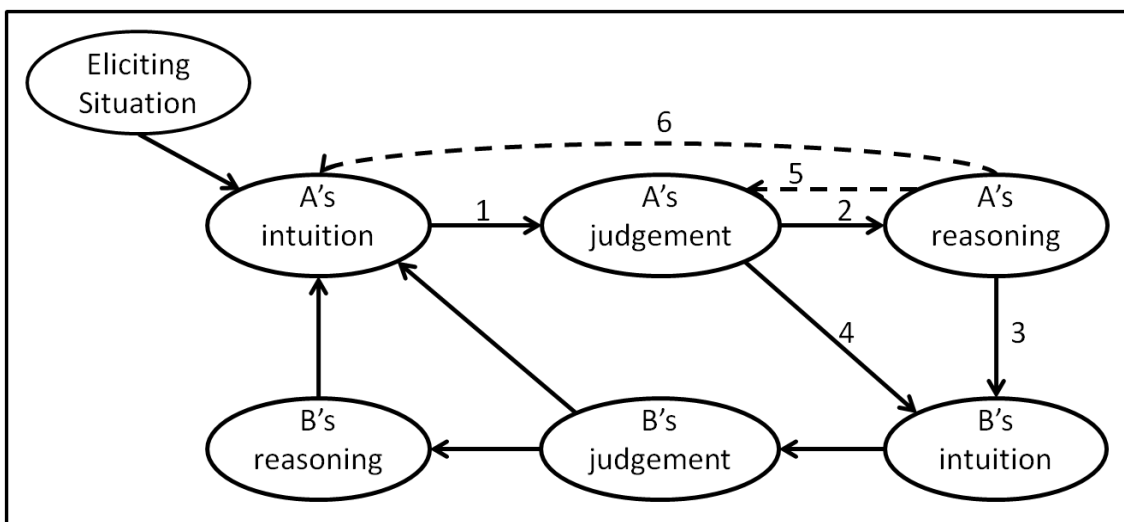 Eliciting
Situation
6
5
A's
intuition
1
A's
judgement
2
A's
reasoning
4
3
B's
reasoning
B's
judgement
B's
intuition